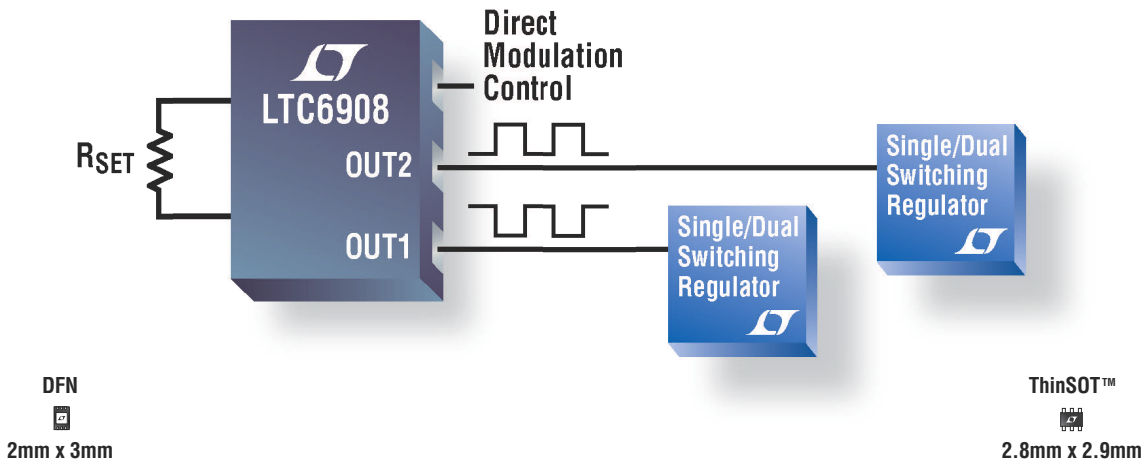 Direct
Modulation
Control
LTC6908
RSET
OUT2
OUT1
Single/Dual
Switching
Regulator
Single/Dual
Switching
Regulator
DFN
2mm x 3mm
ThinSOT™
2.8mm x 2.9mm